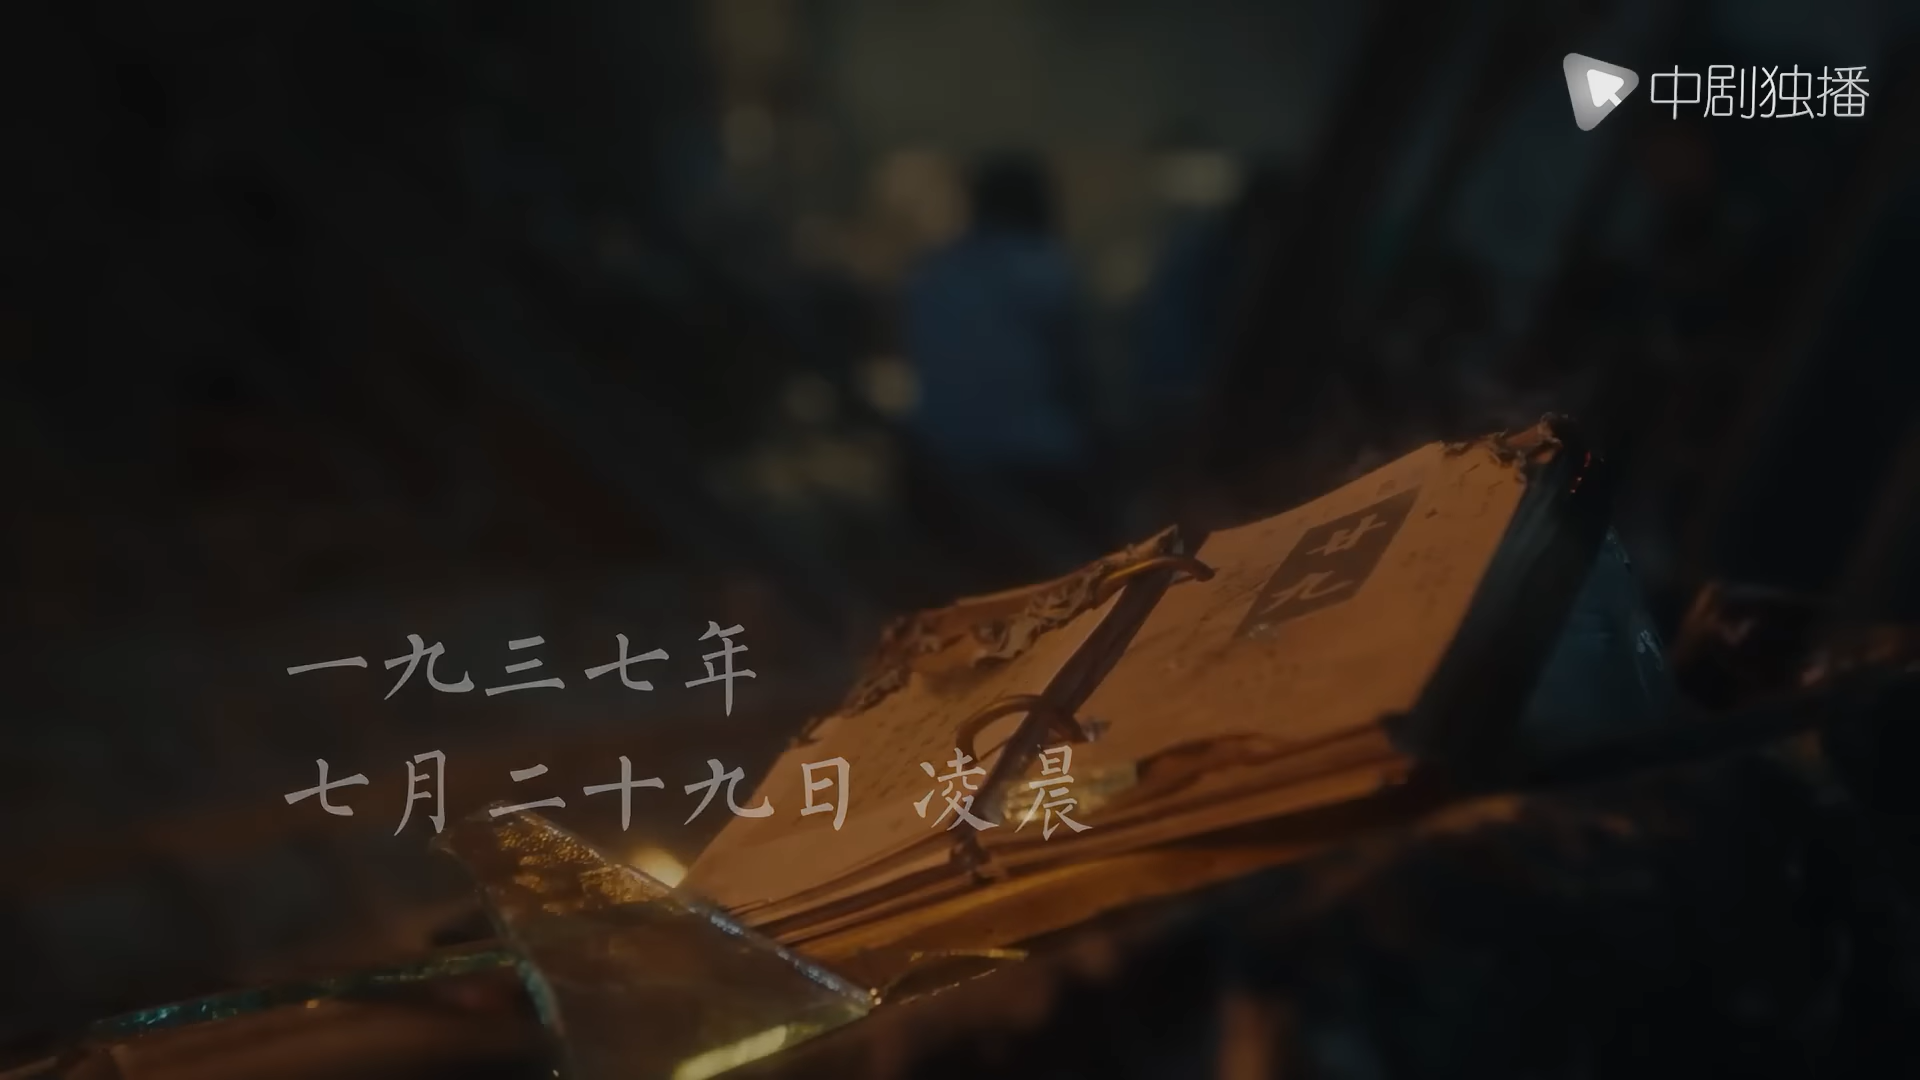 中剧独播
廿九
一九三七年
七月二十九日 凌晨